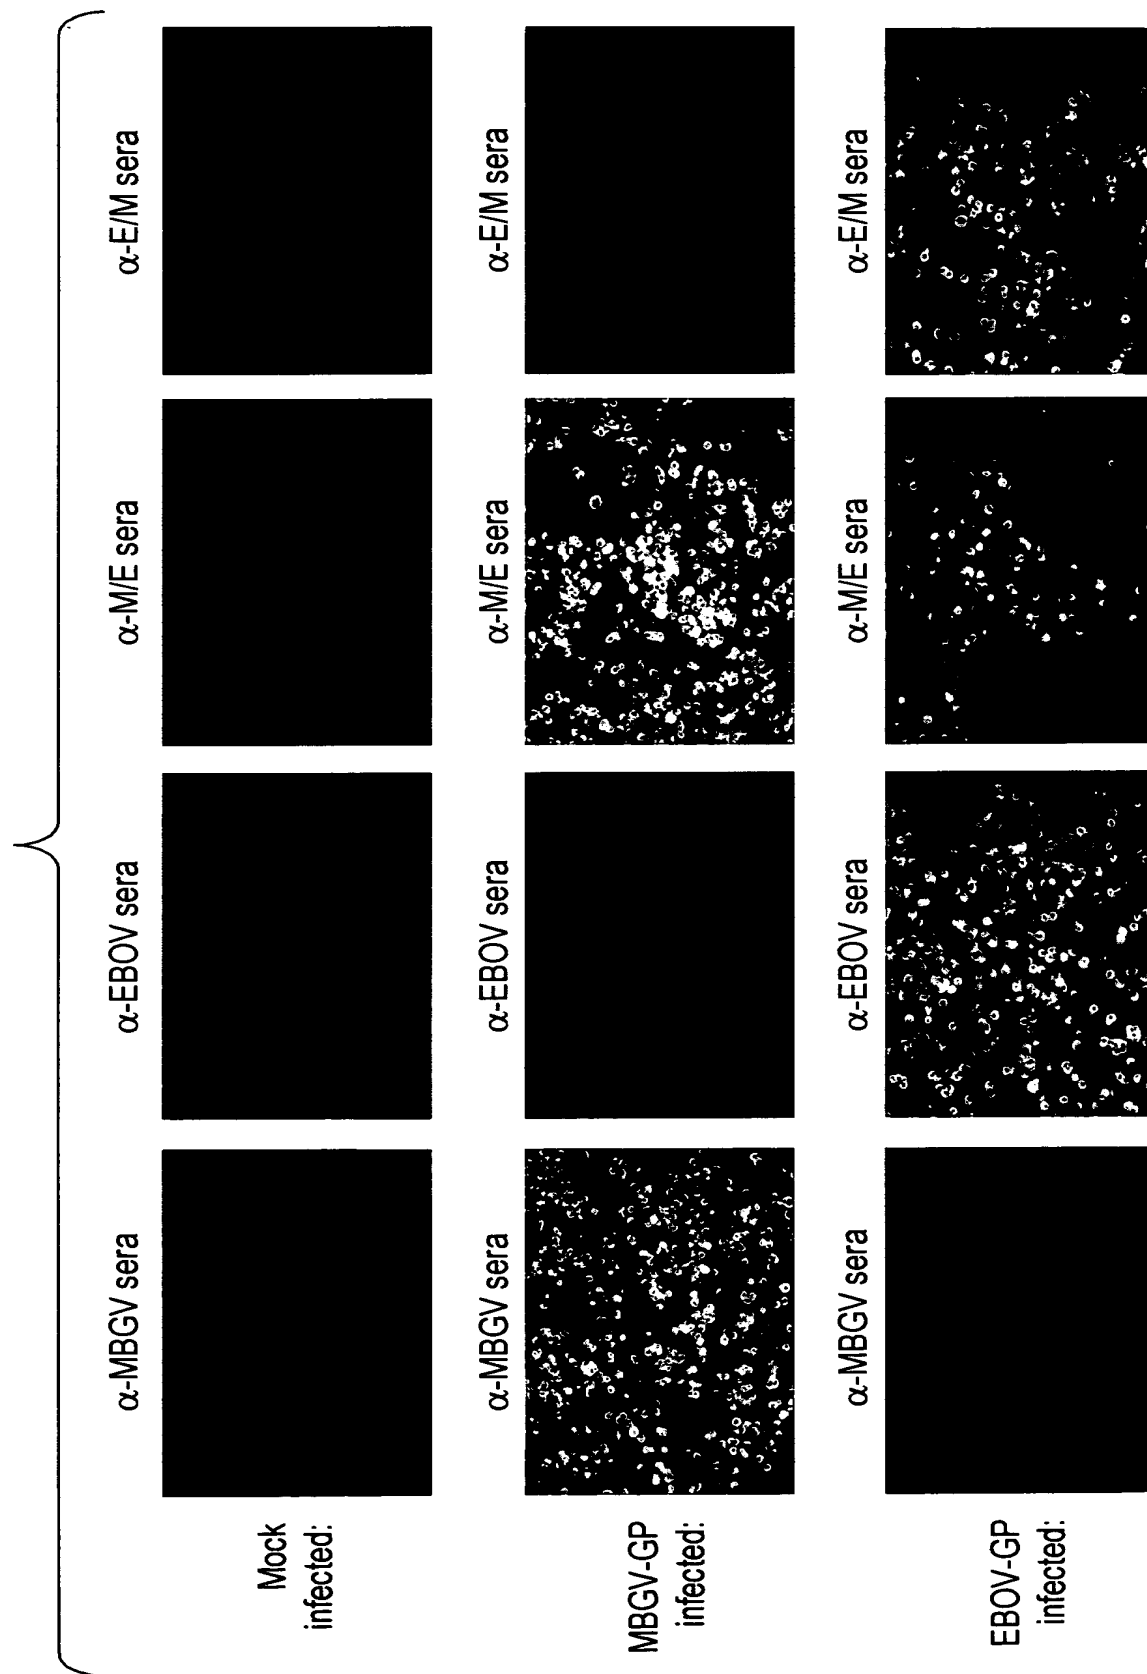 α-MBGV sera
α-EBOV sera
α-M/E sera
α-E/M sera
Mock
infected:
α-MBGV sera
α-EBOV sera
α-M/E sera
α-E/M sera
MBGV-GP
infected:
α-MBGV sera
α-EBOV sera
α-M/E sera
α-E/M sera
EBOV-GP
infected: